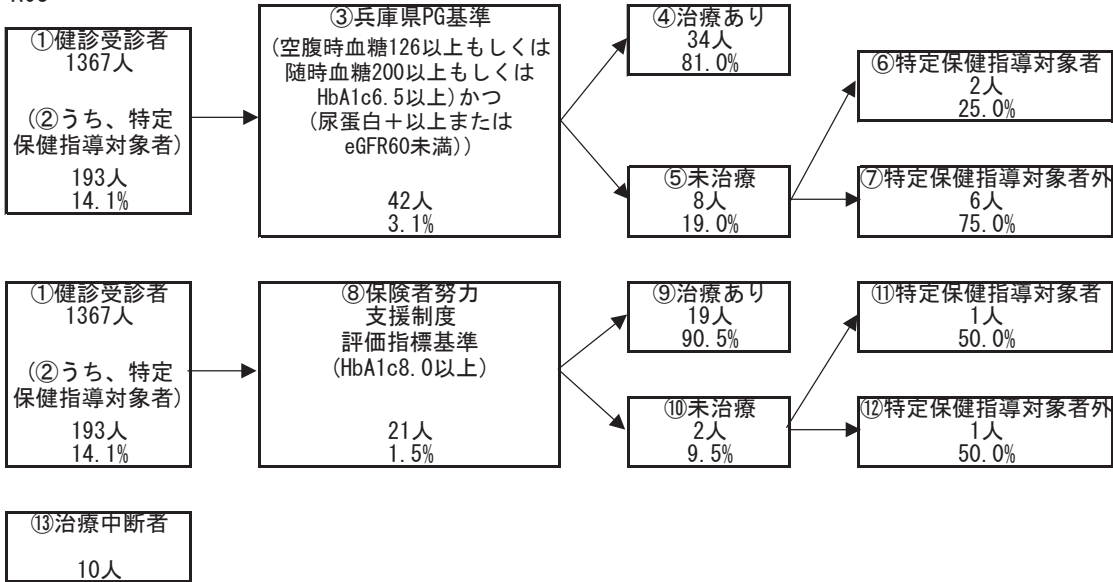 ①健診受診者
1367人
(②うち、特定
保健指導対象者)
193人
14.1%
③兵庫県PG基準
(空腹時血糖126以上もしくは
随時血糖200以上もしくは
HbA1c6.5以上)かつ
(尿蛋白＋以上または
eGFR60未満))
42人
3.1%
④治療あり
34人
81.0%
⑤未治療
8人
19.0%
⑥特定保健指導対象者
2人
25.0%
⑦特定保健指導対象者外
6人
75.0%
①健診受診者
1367人
(②うち、特定
保健指導対象者)
193人
14.1%
⑧保険者努力
支援制度
評価指標基準
(HbA1c8.0以上)
21人
1.5%
⑨治療あり
19人
90.5%
⑩未治療
2人
9.5%
⑪特定保健指導対象者
1人
50.0%
⑫特定保健指導対象者外
1人
50.0%
⑬治療中断者
10人